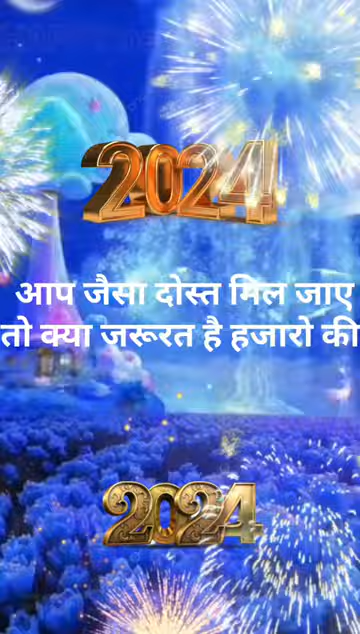 2024
आप जैसा दोस्त मिल जाए
तो क्या जरूरत है हजारो की
2024